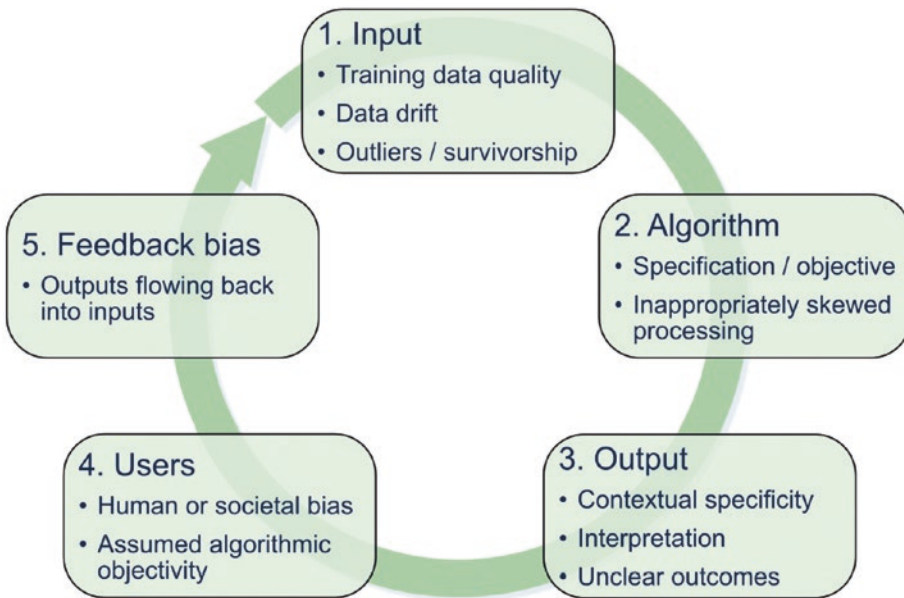 1. Input
• Training data quality
• Data drift
• Outliers / survivorship
2. Algorithm
• Specification / objective
• Inappropriately skewed
processing
3. Output
• Contextual specificity
• Interpretation
• Unclear outcomes
4. Users
• Human or societal bias
• Assumed algorithmic
objectivity
5. Feedback bias
• Outputs flowing back
into inputs